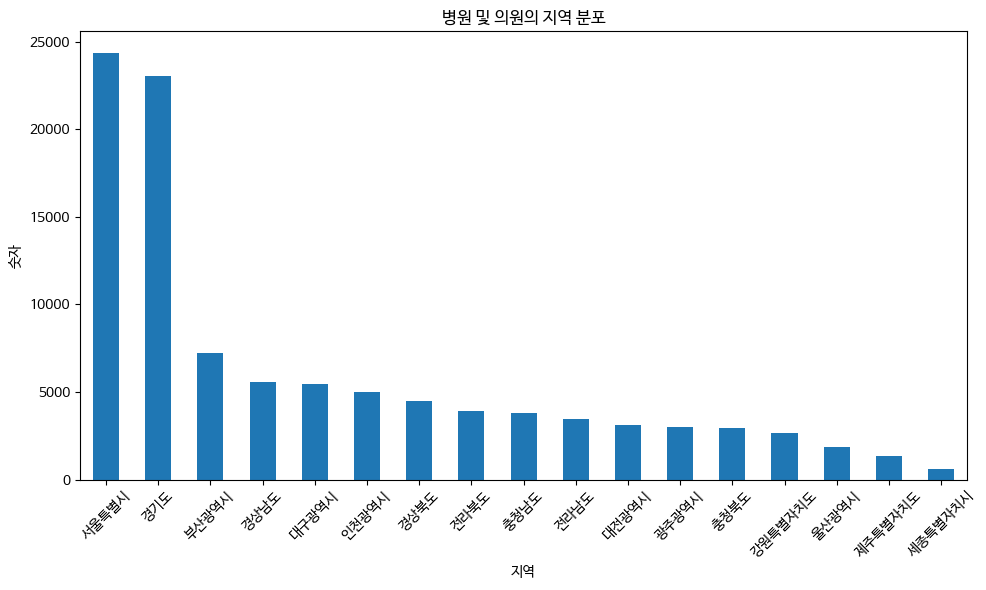 병원 및 의원의 지역 분포
숫자
25000
20000
15000
10000
5000
0
서울특별시
경기도
부산광역시
경상남도
대구광역시
인천광역시
경상북도
전라북도
충청남도
전라남도
대전광역시
광주광역시
충청북도
강원특별자치도
울산광역시
제주특별자치도
세종특별자치시
지역